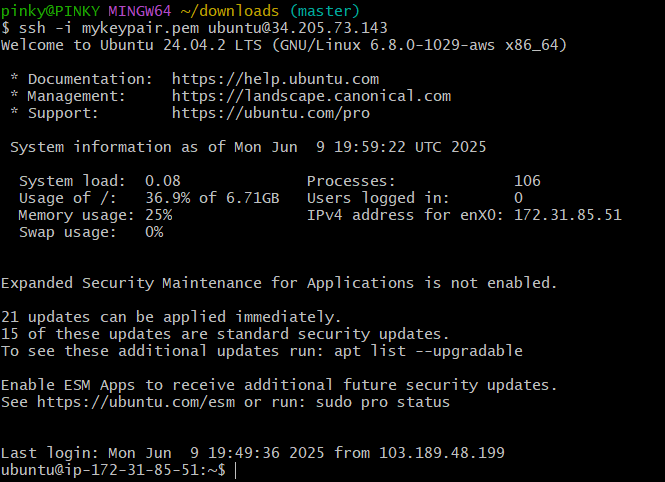 pinky@PINKY MINGW64 ~/downloads (master)
$ ssh -i mykeypair.pem ubuntu@34.205.73.143
Welcome to Ubuntu 24.04.2 LTS (GNU/Linux 6.8.0-1029-aws x86_64)

 * Documentation:  https://help.ubuntu.com
 * Management:     https://landscape.canonical.com
 * Support:        https://ubuntu.com/pro

 System information as of Mon Jun  9 19:59:22 UTC 2025

  System load:  0.08               Processes:             106
  Usage of /:   36.9% of 6.71GB   Users logged in:       0
  Memory usage: 25%                IPv4 address for enX0: 172.31.85.51
  Swap usage:   0%


Expanded Security Maintenance for Applications is not enabled.

21 updates can be applied immediately.
15 of these updates are standard security updates.
To see these additional updates run: apt list --upgradable

Enable ESM Apps to receive additional future security updates.
See https://ubuntu.com/esm or run: sudo pro status


Last login: Mon Jun  9 19:49:36 2025 from 103.189.48.199
ubuntu@ip-172-31-85-51:~$